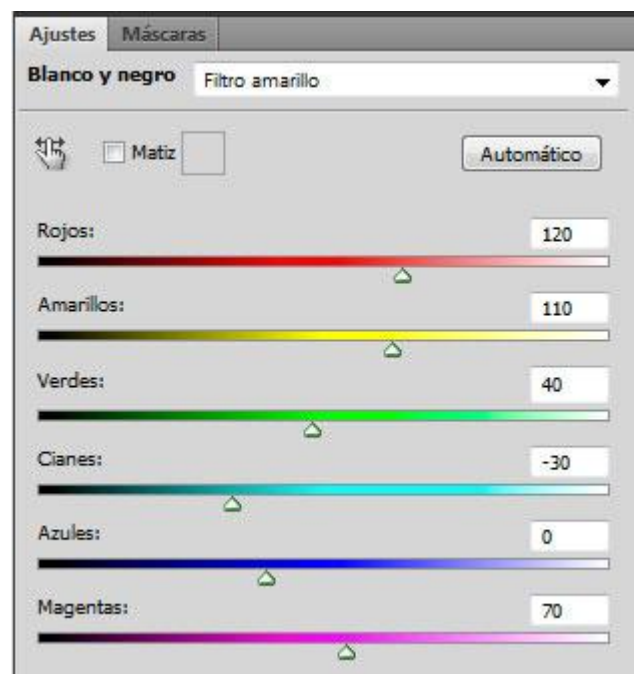 Ajustes Máscaras
Blanco y negro Filtro amarillo
Matiz Automático
Rojos: 120
Amarillos: 110
Verdes: 40
Cianes: -30
Azules: 0
Magentas: 70